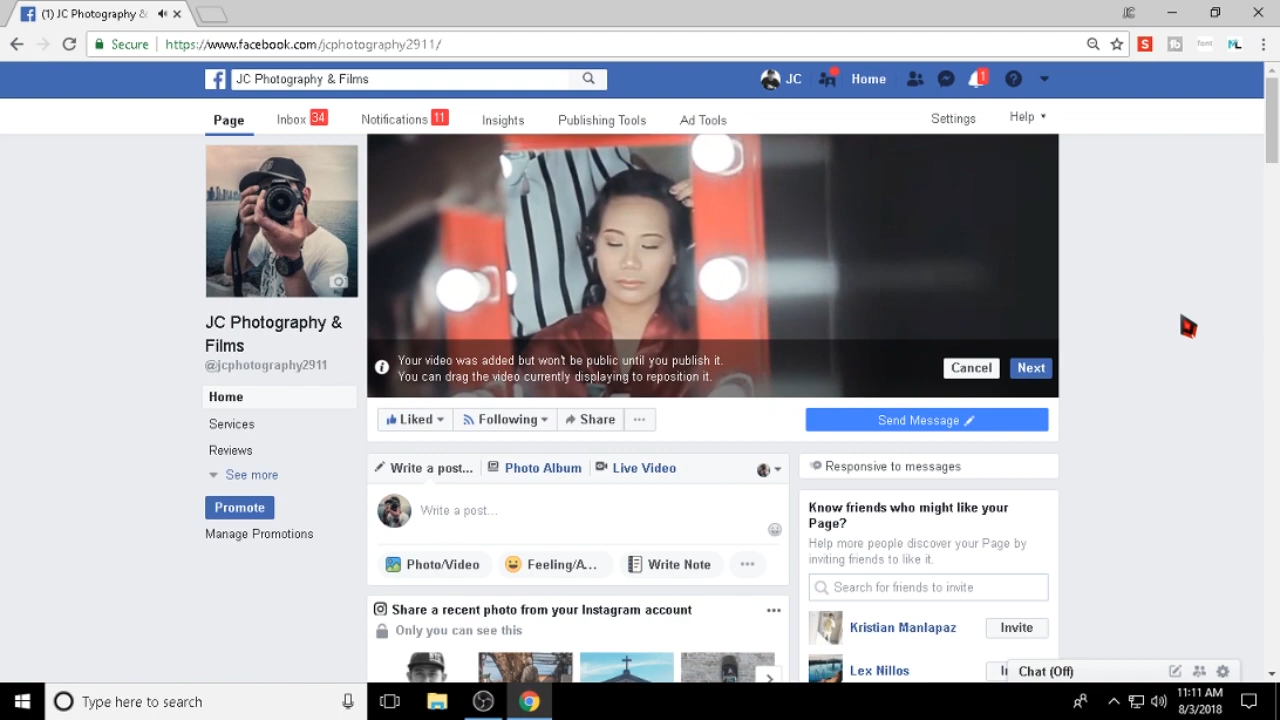 (1) JC Photography &
Secure
https://www.facebook.com/jcphotography2911/
JC Photography & Films
JC
Home
1
Page
Inbox 34
Notifications 11
Insights
Publishing Tools
Ad Tools
Settings
Help
Your video was added but won't be public until you publish it.
You can drag the video currently displaying to reposition it.
Cancel
Next
JC Photography &
Films
@jcphotography2911
Home
Services
Reviews
See more
Promote
Manage Promotions
Liked
Following
Share
Send Message
Write a post...
Photo Album
Live Video
Write a post...
Photo/Video
Feeling/A...
Write Note
Share a recent photo from your Instagram account
Only you can see this
Responsive to messages
Know friends who might like your
Page?
Help more people discover your Page by
inviting friends to like it.
Search for friends to invite
Kristian Manlapaz
Invite
Lex Nillos
Chat (Off)
Type here to search
11:11 AM
8/3/2018